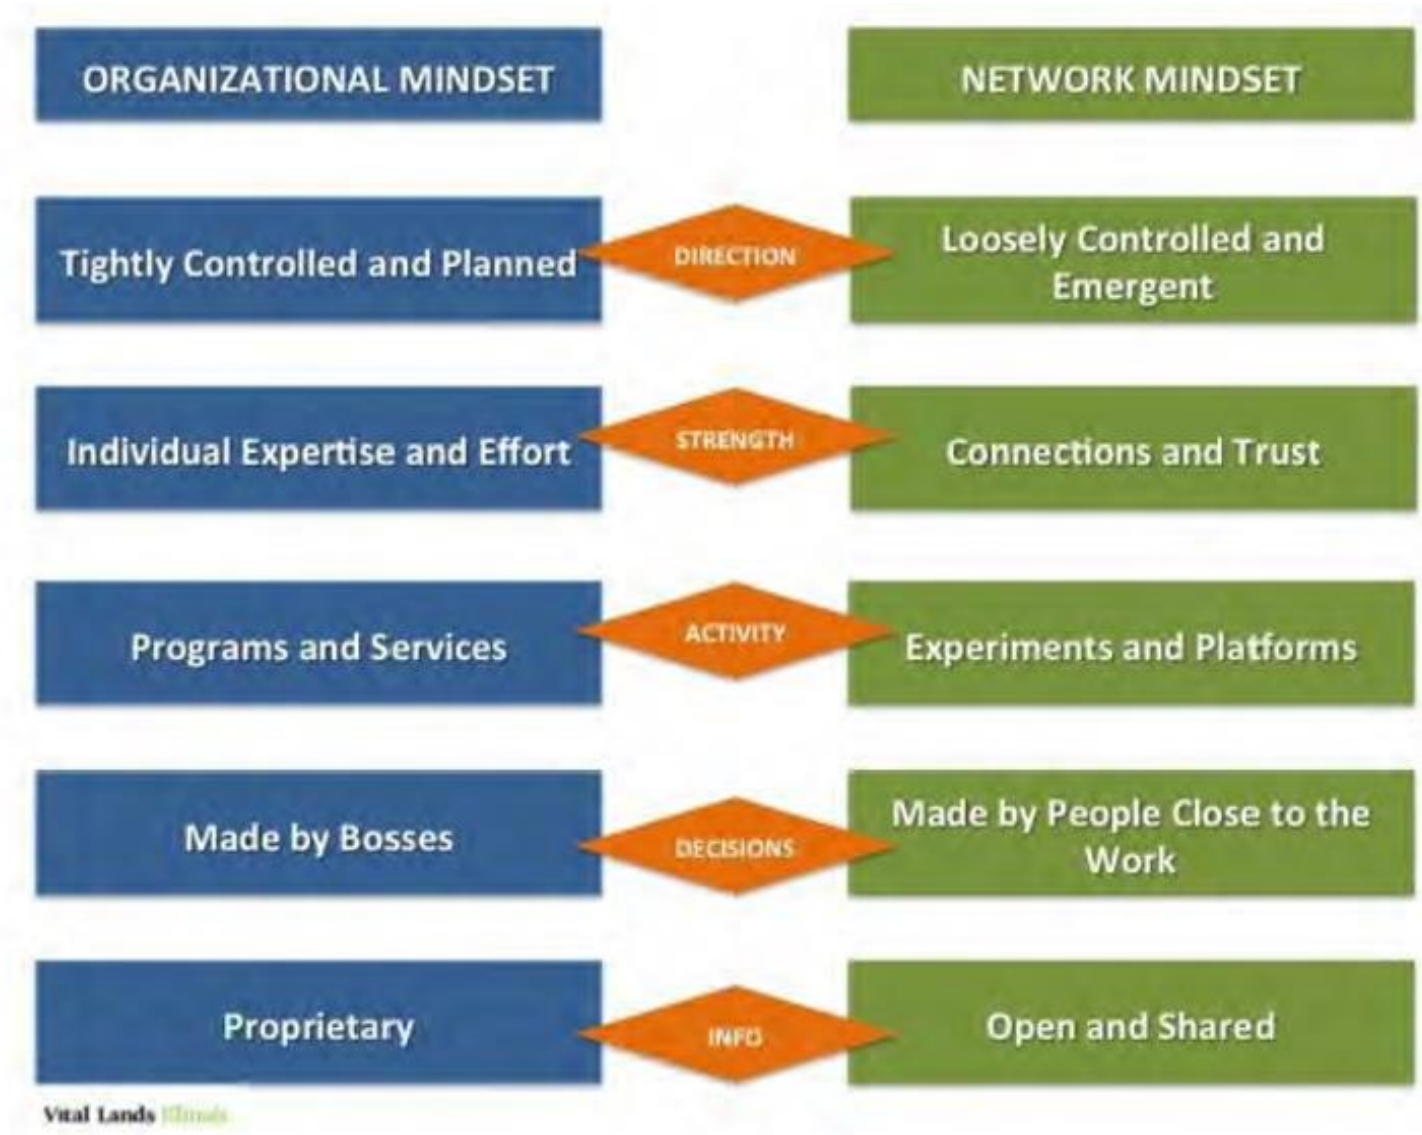 ORGANIZATIONAL MINDSET
NETWORK MINDSET
Tightly Controlled and Planned
DIRECTION
Loosely Controlled and
Emergent
Individual Expertise and Effort
STRENGTH
Connections and Trust
Programs and Services
ACTIVITY
Experiments and Platforms
Made by Bosses
DECISIONS
Made by People Close to the
Work
Proprietary
INFO
Open and Shared
Vital Lands Illinois